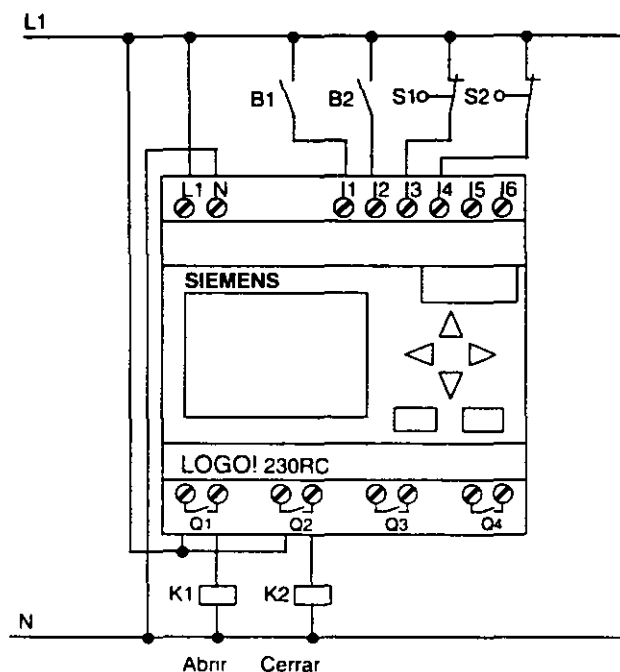 L1
B1 B2 S1 S2
L1 N I1 I2 I3 I4 I5 I6
SIEMENS
LOGO! 230RC
Q1 Q2 Q3 Q4
K1 K2
N
Abrir Cerrar